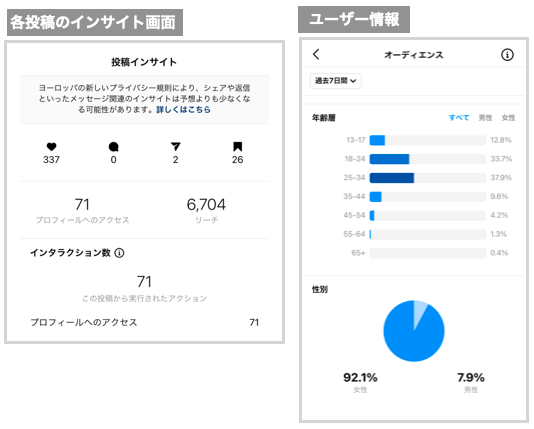 各投稿のインサイト画面
投稿インサイト
ヨーロッパの新しいプライバシー規則により、シェアや返信
といったメッセージ関連のインサイトは予想よりも少なくな
る可能性があります。詳しくはこちら
337 0 2 26
71 6,704
プロフィールへのアクセス リーチ
インタラクション数
71
この投稿から実行されたアクション
プロフィールへのアクセス 71
ユーザー情報
オーディエンス
過去7日間
年齢層 すべて 男性 女性
13-17 12.8%
18-24 33.7%
25-34 37.9%
35-44 9.6%
45-54 4.2%
55-64 1.3%
65+ 0.4%
性別
92.1% 7.9%
女性 男性